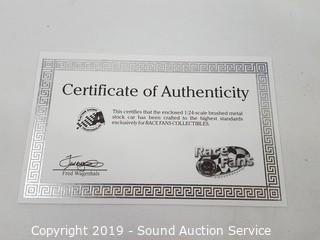 Certificate of Authenticity
This certifies that the enclosed 1:24-scale brushed metal
stock car has been crafted to the highest standards
exclusively for RACE FANS COLLECTIBLES.
Fred Wagenhals
Race
Fans
Copyright 2019 - Sound Auction Service